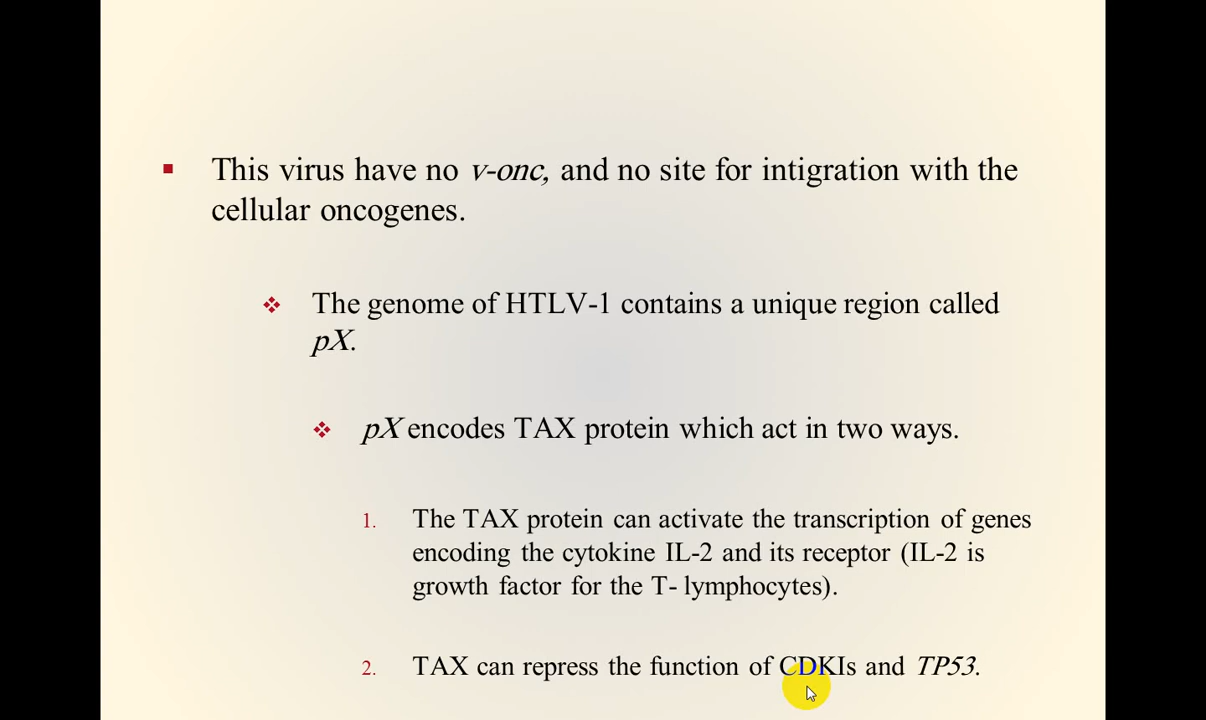 This virus have no v-onc, and no site for intigration with the
cellular oncogenes.
The genome of HTLV-1 contains a unique region called
pX.
pX encodes TAX protein which act in two ways.
1. The TAX protein can activate the transcription of genes
encoding the cytokine IL-2 and its receptor (IL-2 is
growth factor for the T- lymphocytes).
2. TAX can repress the function of CDKIs and TP53.